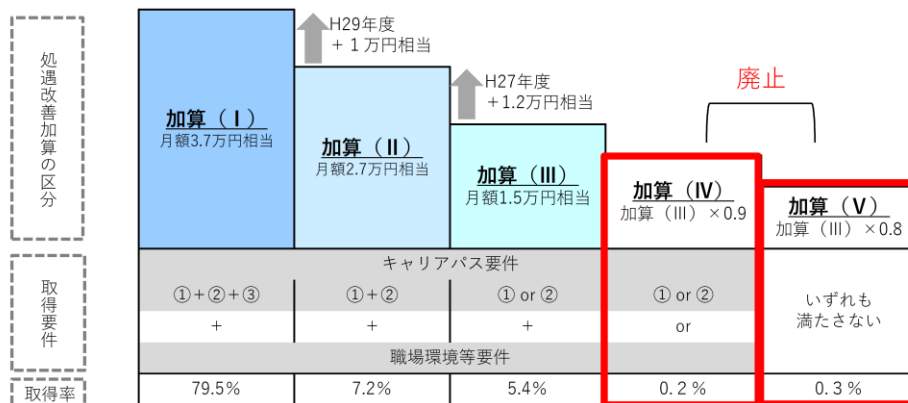 処遇改善加算の区分
加算（Ⅰ）
月額3.7万円相当
H29年度
+ 1 万円相当
加算（Ⅱ）
月額2.7万円相当
H27年度
+1.2万円相当
加算（Ⅲ）
月額1.5万円相当
廃止
加算（Ⅳ）
加算（Ⅲ）×0.9
加算（Ⅴ）
加算（Ⅲ）×0.8
取得要件
キャリアパス要件
①+②+③
①+②
① or ②
① or ②
+
+
+
or
職場環境等要件
いずれも
満たさない
取得率
79.5%
7.2%
5.4%
0.2 %
0.3 %